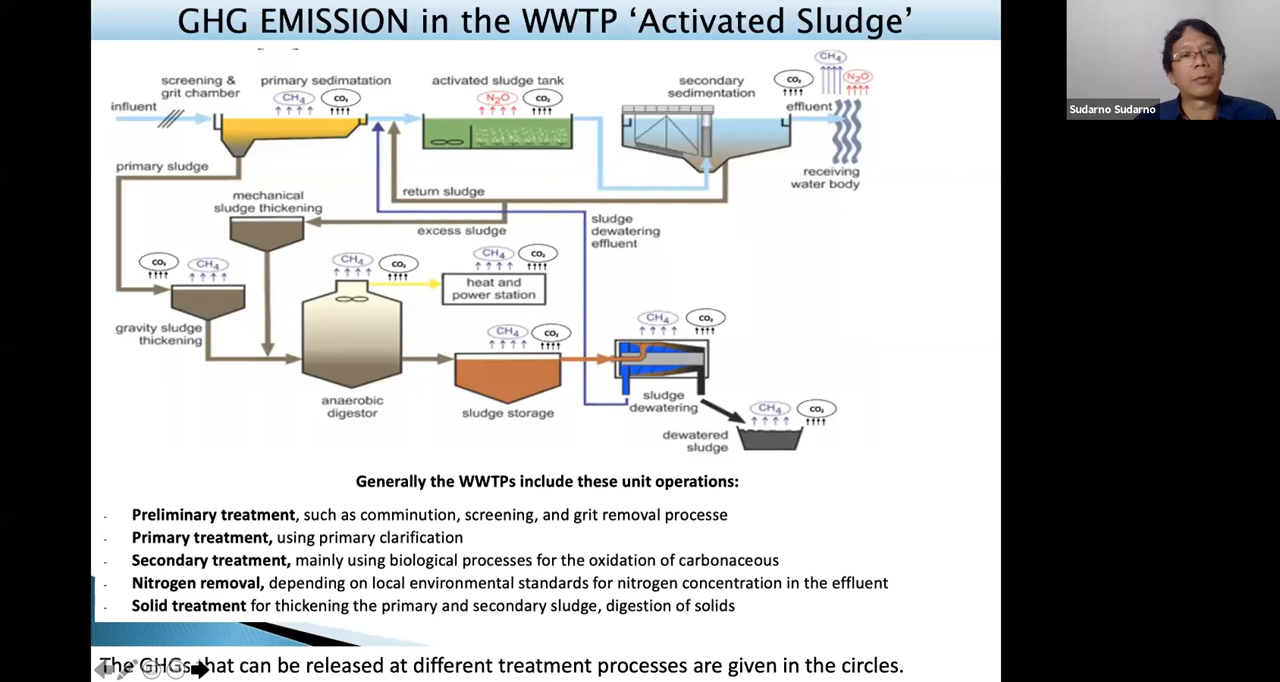 GHG EMISSION in the WWTP ‘Activated Sludge’
Sudarno Sudarno
screening &
grit chamber
primary sedimatation
activated sludge tank
secondary
sedimentation
CH₄
CO₂
N₂O
CO₂
CO₂
CH₄
N₂O
influent
effluent
receiving
water body
primary sludge
return sludge
mechanical
sludge thickening
excess sludge
sludge
dewatering
effluent
CO₂
CH₄
CH₄
CO₂
CH₄
CO₂
heat and
power station
gravity sludge
thickening
CH₄
CO₂
CH₄
CO₂
anaerobic
digestor
sludge storage
sludge
dewatering
CH₄
CO₂
dewatered
sludge
Generally the WWTPs include these unit operations:
- Preliminary treatment, such as comminution, screening, and grit removal processe
- Primary treatment, using primary clarification
- Secondary treatment, mainly using biological processes for the oxidation of carbonaceous
- Nitrogen removal, depending on local environmental standards for nitrogen concentration in the effluent
- Solid treatment for thickening the primary and secondary sludge, digestion of solids
The GHGs that can be released at different treatment processes are given in the circles.